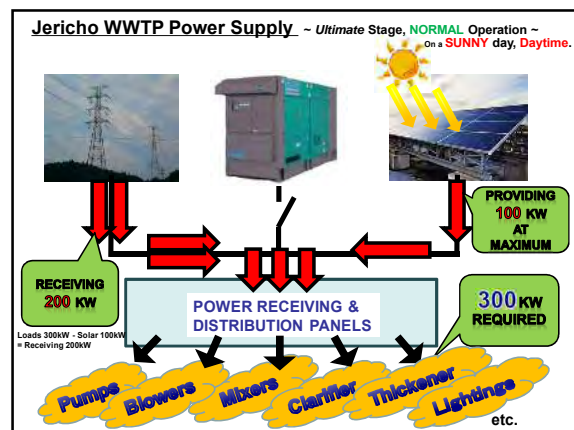 Jericho WWTP Power Supply ~ Ultimate Stage, NORMAL Operation ~
On a SUNNY day, Daytime.
PROVIDING
100 KW
AT
MAXIMUM
RECEIVING
200 KW
Loads 300kW - Solar 100kW
= Receiving 200kW
POWER RECEIVING &
DISTRIBUTION PANELS
300 KW
REQUIRED
Pumps
Blowers
Mixers
Clarifier
Thickener
Lightings
etc.